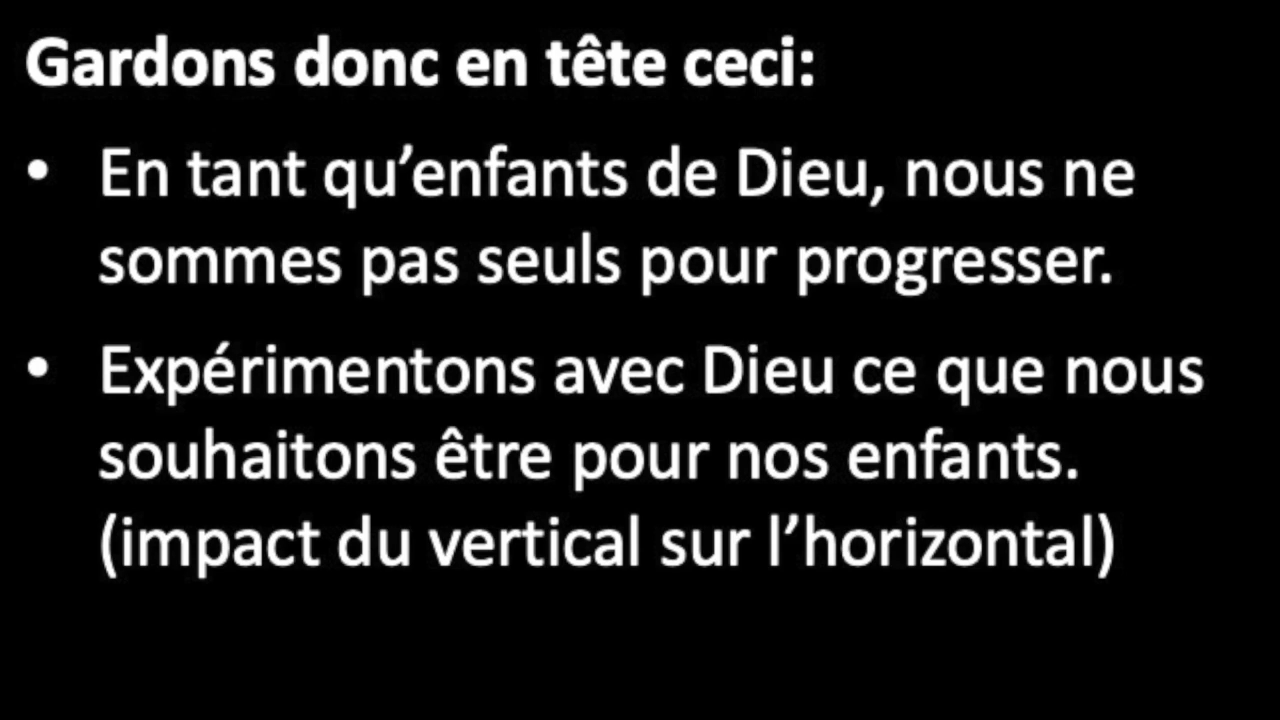 Gardons donc en tête ceci:
• En tant qu’enfants de Dieu, nous ne
sommes pas seuls pour progresser.
• Expérimentons avec Dieu ce que nous
souhaitons être pour nos enfants.
(impact du vertical sur l’horizontal)